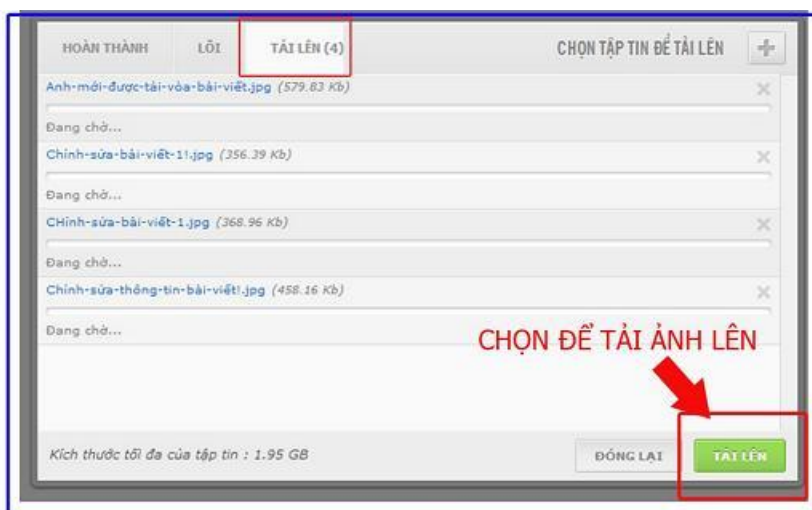 HOÀN THÀNH LỖI TẢI LÊN (4) CHỌN TẬP TIN ĐỂ TẢI LÊN
Anh-mới-được-tải-vòa-bài-viết.jpg (579.83 Kb)
Đang chờ...
Chỉnh-sửa-bài-viết-1!.jpg (356.39 Kb)
Đang chờ...
CHỉnh-sửa-bài-viết-1.jpg (368.96 Kb)
Đang chờ...
Chỉnh-sửa-thông-tin-bài-viết!.jpg (458.16 Kb)
Đang chờ...
CHỌN ĐỂ TẢI ẢNH LÊN
Kích thước tối đa của tập tin : 1.95 GB ĐÓNG LẠI TẢI LÊN